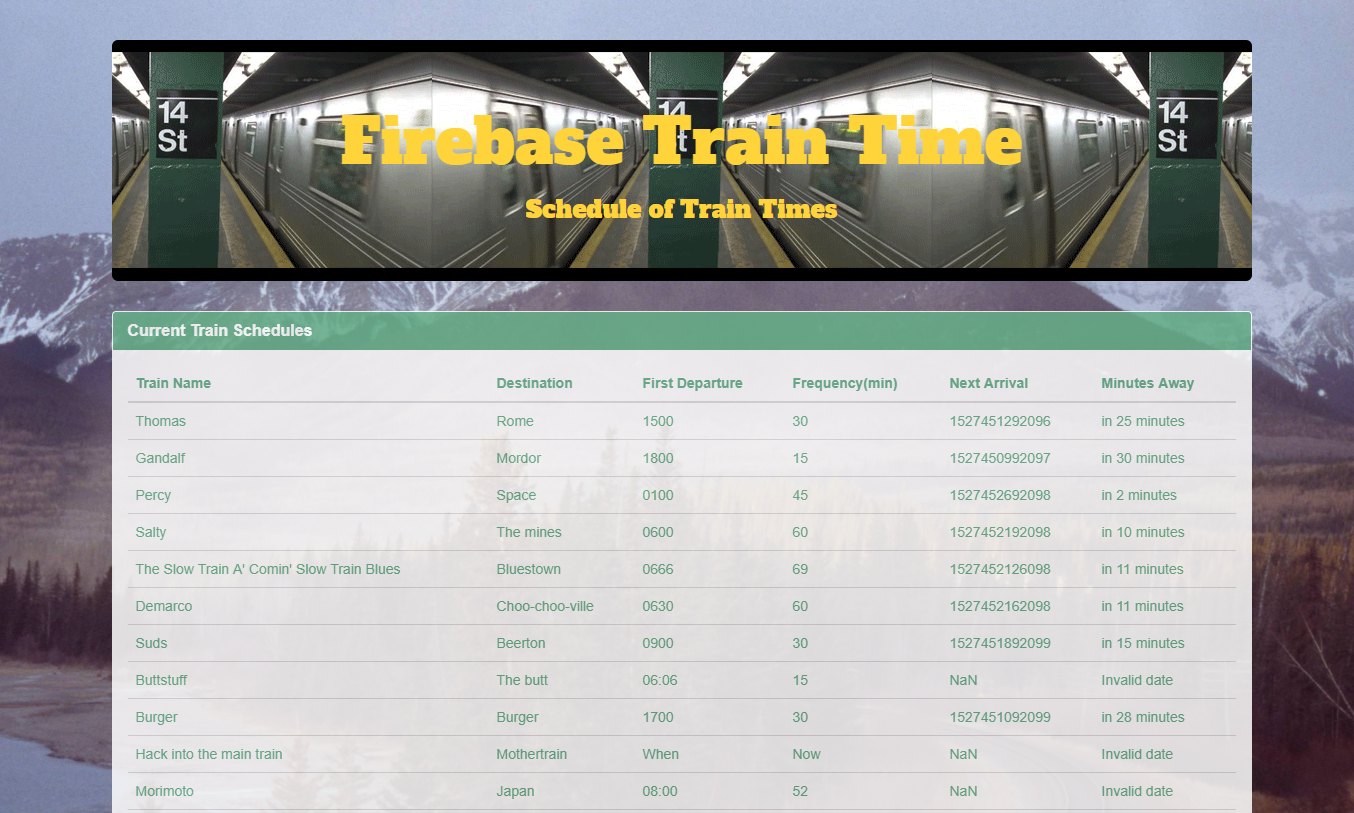 14
St
14
St
14
St
Firebase Train Time
Schedule of Train Times
Current Train Schedules
Train Name Destination First Departure Frequency(min) Next Arrival Minutes Away
Thomas Rome 1500 30 1527451292096 in 25 minutes
Gandalf Mordor 1800 15 1527450992097 in 30 minutes
Percy Space 0100 45 1527452692098 in 2 minutes
Salty The mines 0600 60 1527452192098 in 10 minutes
The Slow Train A' Comin' Slow Train Blues Bluestown 0666 69 1527452126098 in 11 minutes
Demarco Choo-choo-ville 0630 60 1527452162098 in 11 minutes
Suds Beerton 0900 30 1527451892099 in 15 minutes
Buttstuff The butt 06:06 15 NaN Invalid date
Burger Burger 1700 30 1527451092099 in 28 minutes
Hack into the main train Mothertrain When Now NaN Invalid date
Morimoto Japan 08:00 52 NaN Invalid date